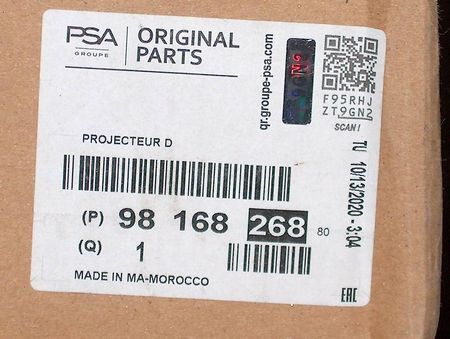 PSA
GROUPE
ORIGINAL
PARTS
qr.groupe-psa.com
F95RHJ
ZT9GN2
SCAN!
PROJECTEUR D
TU 10/13/2020 - 3:04
(P) 98 168 268 80
(Q) 1
MADE IN MA-MOROCCO
EAC